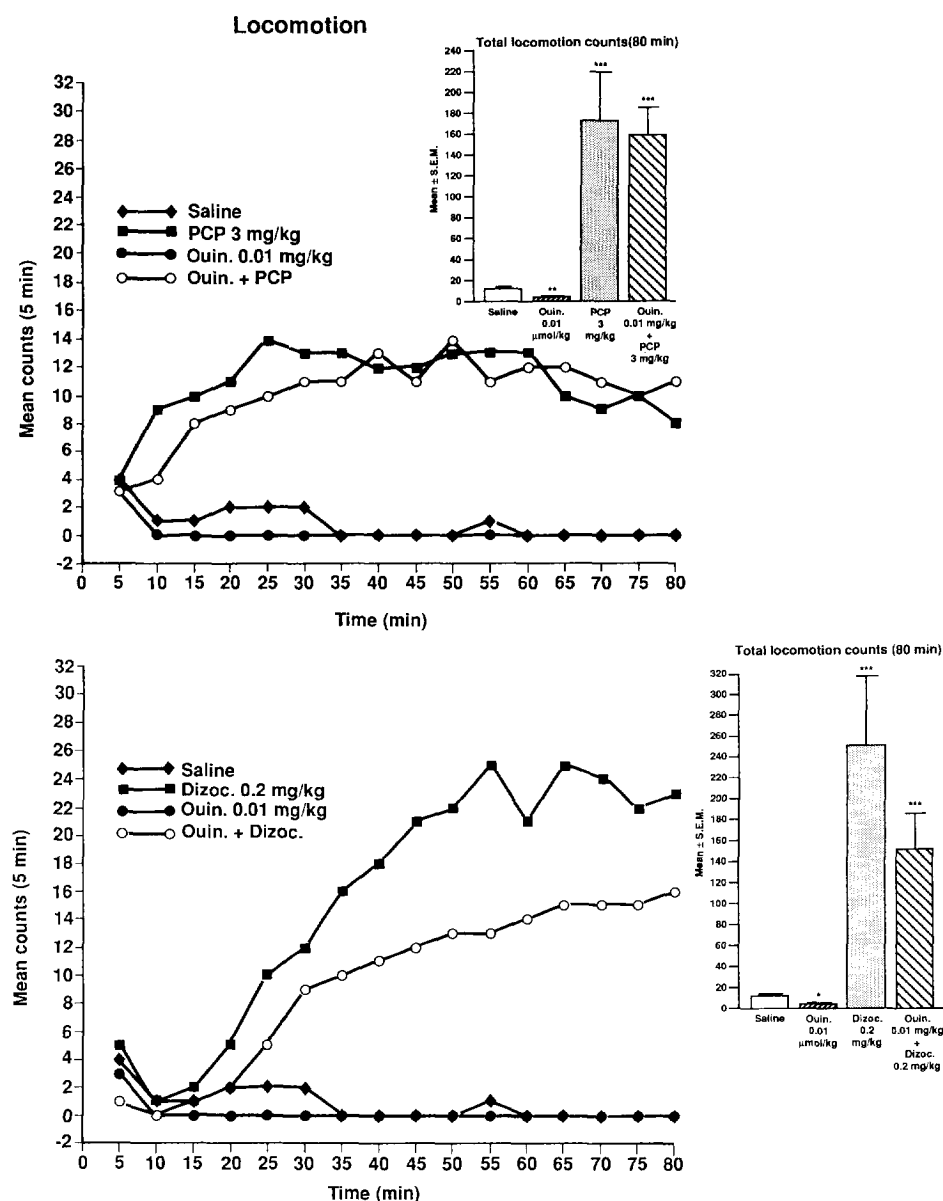 Locomotion
Total locomotion counts(80 min)
Mean ± S.E.M.
240
220
200
180
160
140
120
100
80
60
40
20
0
***
**
***
***
Saline
Ouin.
0.01
µmol/kg
PCP
3
mg/kg
Ouin.
0.01 mg/kg
+
PCP
3 mg/kg
Mean counts (5 min)
32
30
28
26
24
22
20
18
16
14
12
10
8
6
4
2
0
-2
Saline
PCP 3 mg/kg
Ouin. 0.01 mg/kg
Ouin. + PCP
0 5 10 15 20 25 30 35 40 45 50 55 60 65 70 75 80
Time (min)
Total locomotion counts (80 min)
Mean ± S.E.M.
320
300
280
260
240
220
200
180
160
140
120
100
80
60
40
20
0
*
***
***
Saline
Ouin.
0.01
µmol/kg
Dizoc.
0.2
mg/kg
Ouin.
0.01 mg/kg
+
Dizoc.
0.2 mg/kg
Mean counts (5 min)
32
30
28
26
24
22
20
18
16
14
12
10
8
6
4
2
0
-2
Saline
Dizoc. 0.2 mg/kg
Ouin. 0.01 mg/kg
Ouin. + Dizoc.
0 5 10 15 20 25 30 35 40 45 50 55 60 65 70 75 80
Time (min)